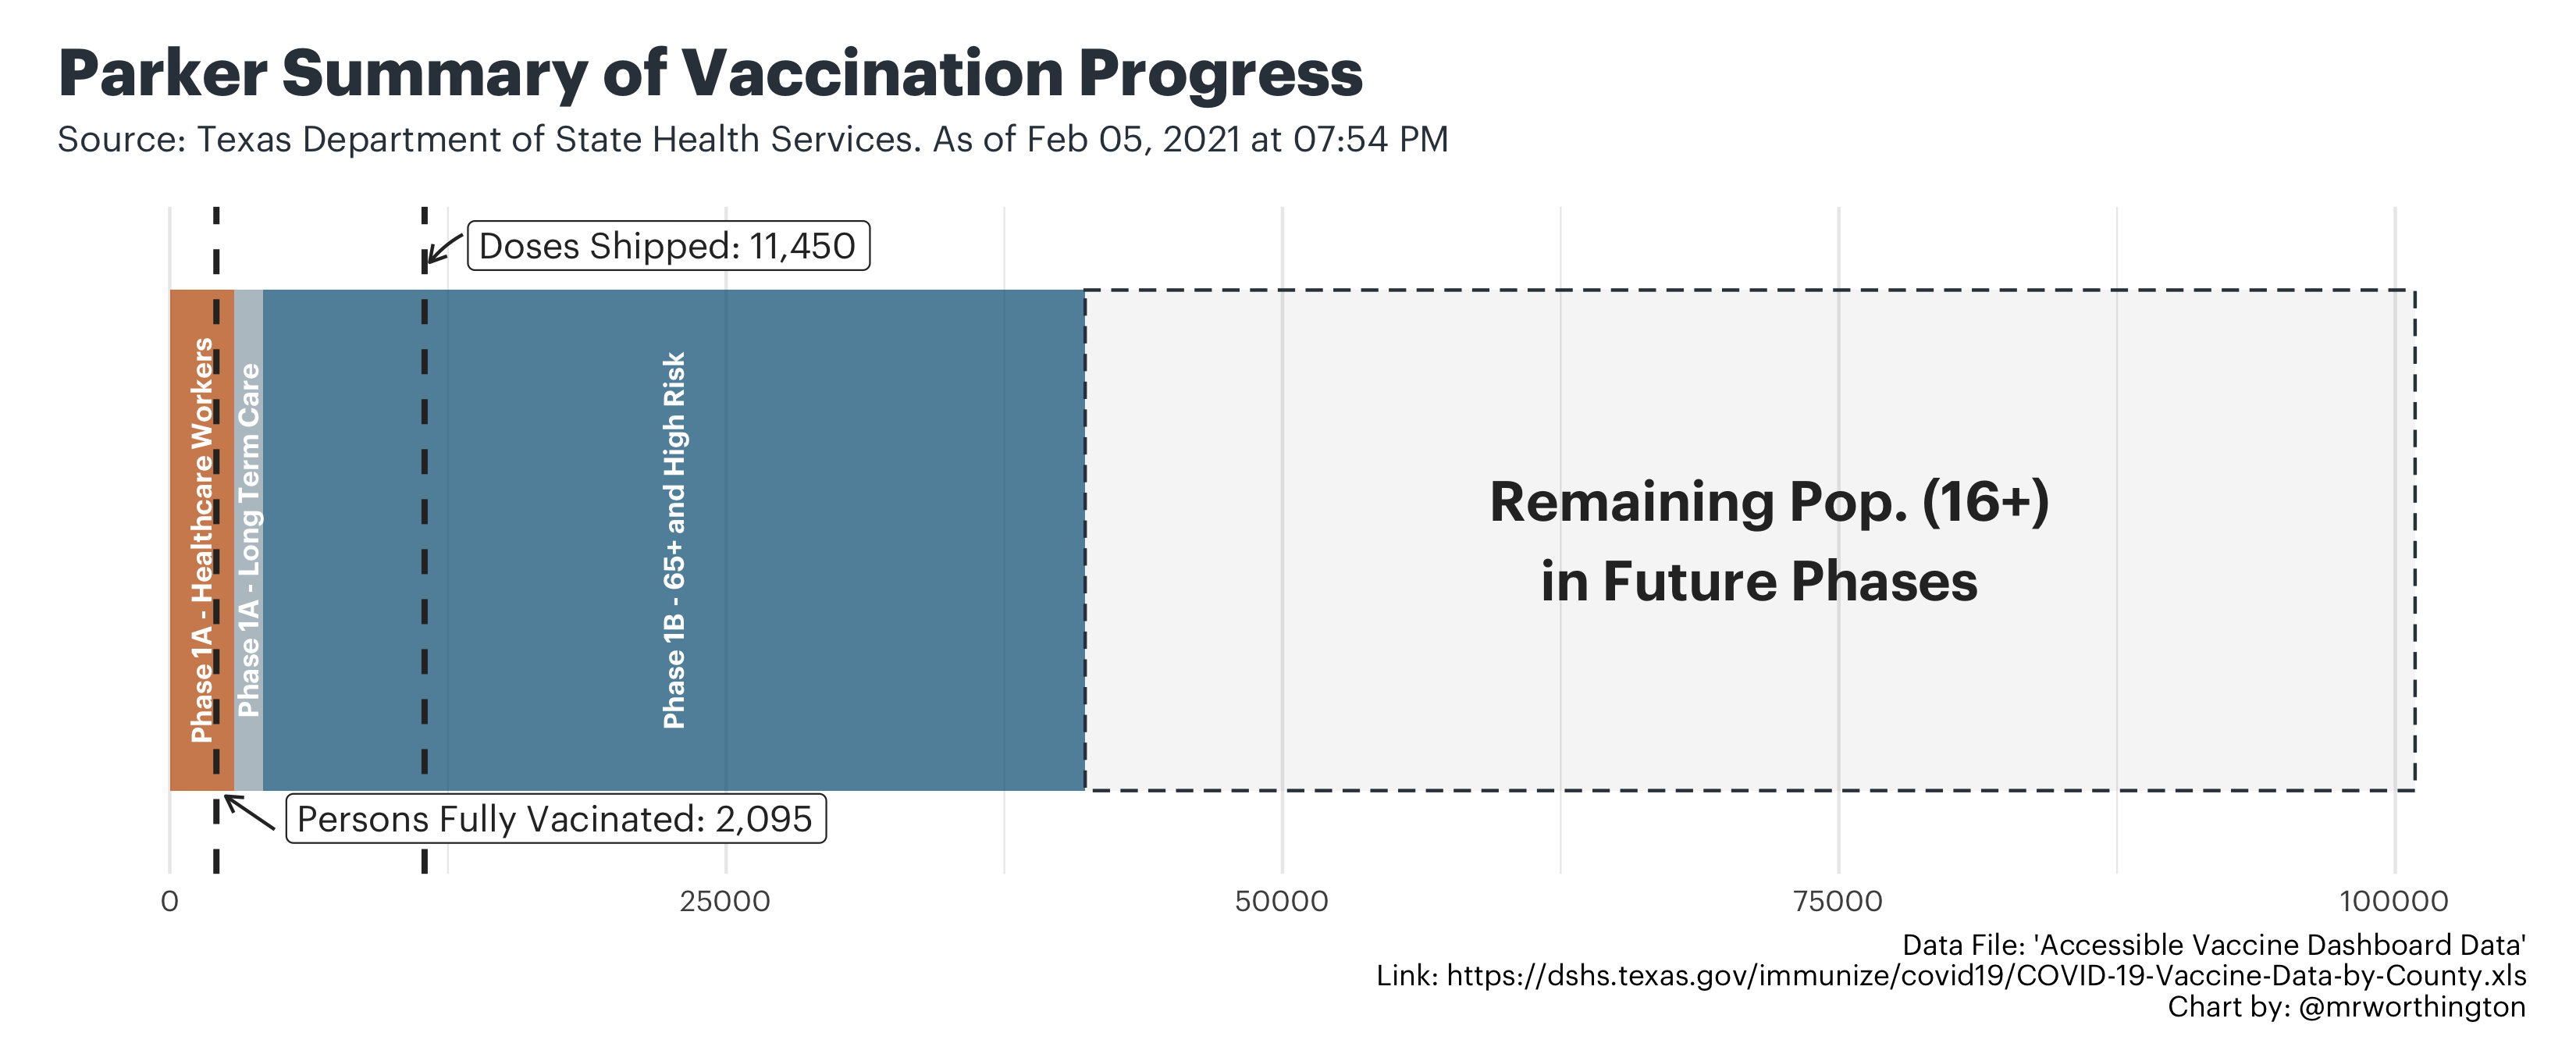 Parker Summary of Vaccination Progress
Source: Texas Department of State Health Services. As of Feb 05, 2021 at 07:54 PM
Doses Shipped: 11,450
Phase 1A - Healthcare Workers
Phase 1A - Long Term Care
Phase 1B - 65+ and High Risk
Remaining Pop. (16+)
in Future Phases
Persons Fully Vacinated: 2,095
0 25000 50000 75000 100000
Data File: 'Accessible Vaccine Dashboard Data'
Link: https://dshs.texas.gov/immunize/covid19/COVID-19-Vaccine-Data-by-County.xls
Chart by: @mrworthington